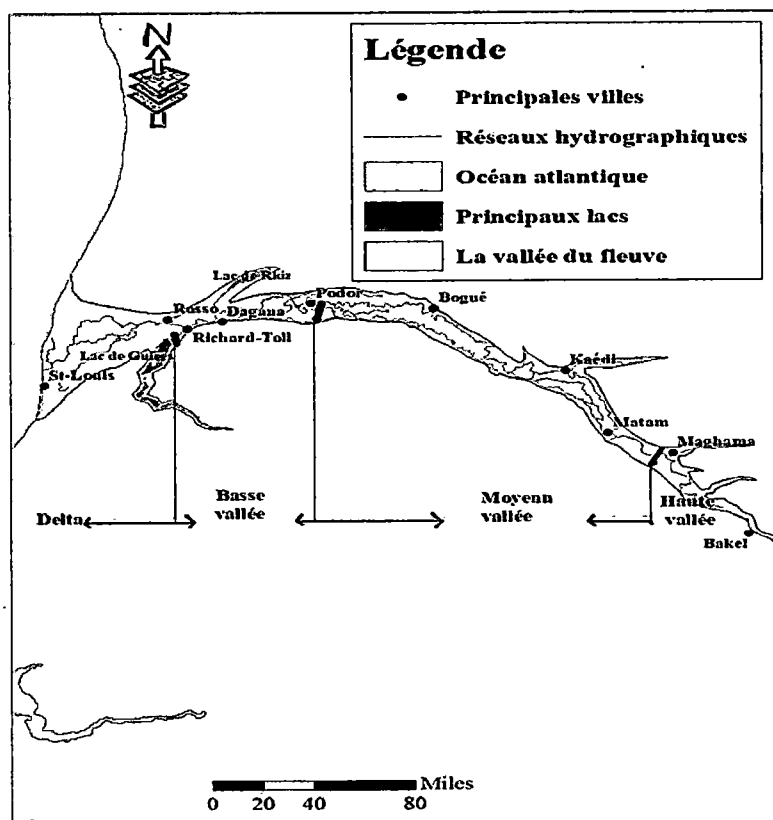 N
Légende
Principales villes
Réseaux hydrographiques
Océan atlantique
Principaux lacs
La vallée du fleuve
Lac de Rkiz
Podor
Rosso
Dagana
Bogué
Richard-Toll
Lac de Guiers
St-Louis
Kaédi
Matam
Maghama
Delta
Basse
vallée
Moyenn
vallée
Haute
vallée
Bakel
Miles
0 20 40 80